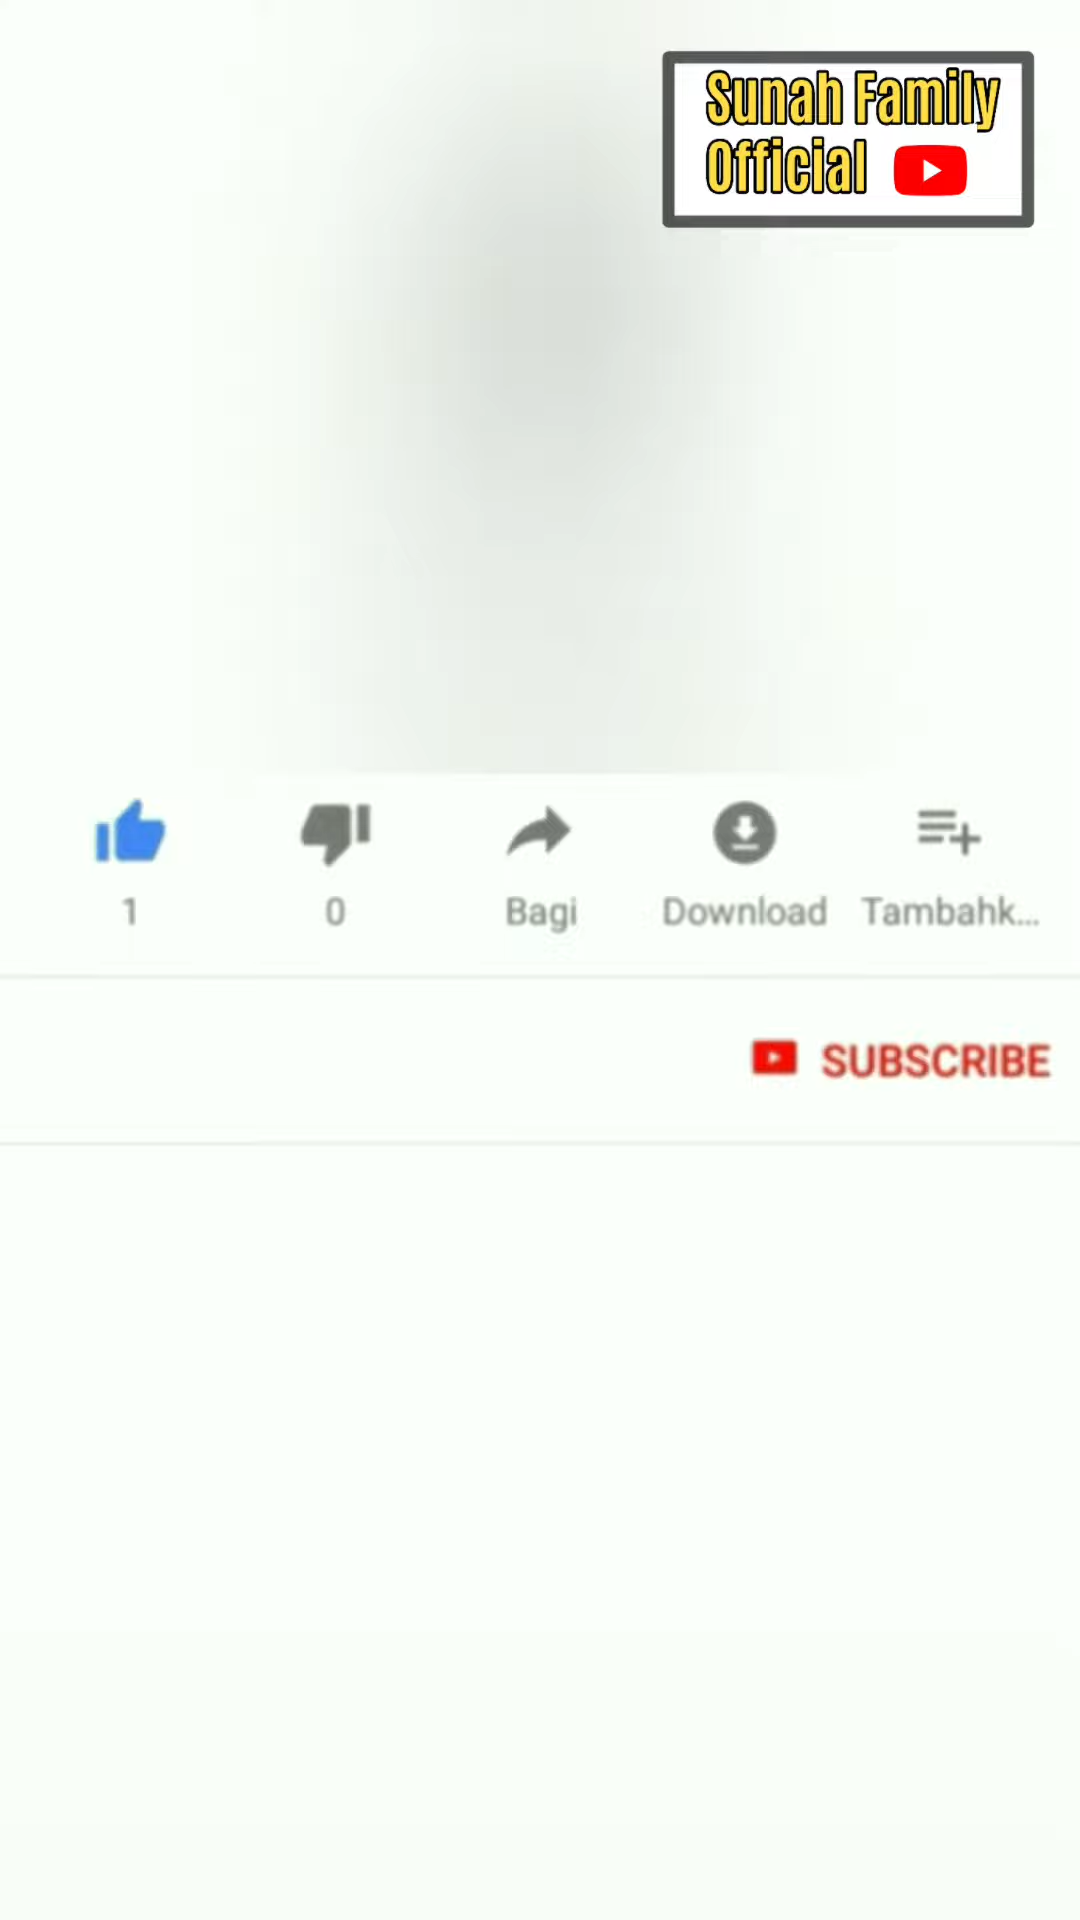 Sunah Family
Official
1
0
Bagi
Download
Tambahk...
SUBSCRIBE